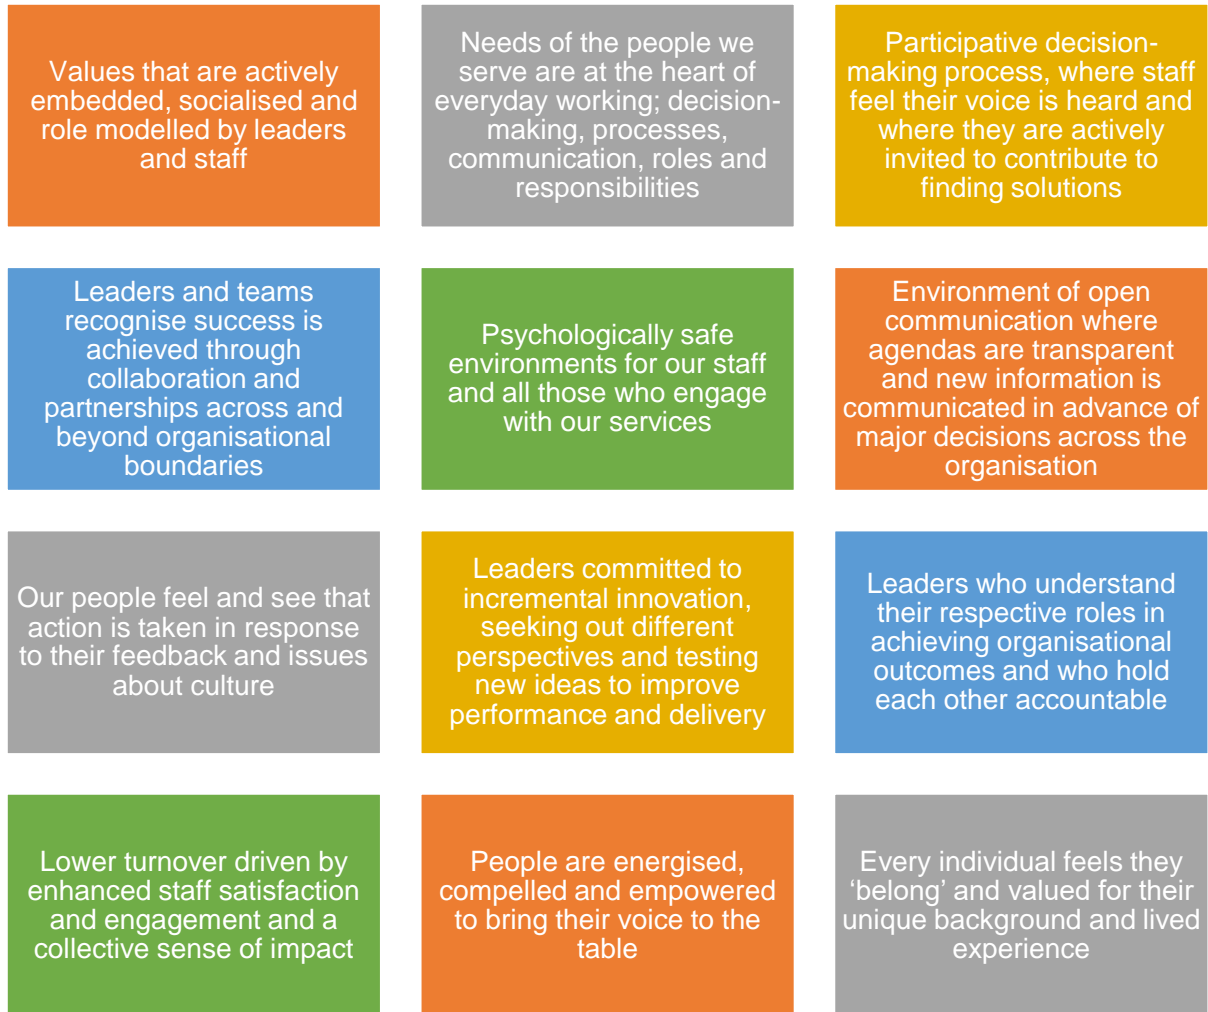 Values that are actively
embedded, socialised and
role modelled by leaders
and staff
Needs of the people we
serve are at the heart of
everyday working; decision-
making, processes,
communication, roles and
responsibilities
Participative decision-
making process, where staff
feel their voice is heard and
where they are actively
invited to contribute to
finding solutions
Leaders and teams
recognise success is
achieved through
collaboration and
partnerships across and
beyond organisational
boundaries
Psychologically safe
environments for our staff
and all those who engage
with our services
Environment of open
communication where
agendas are transparent
and new information is
communicated in advance of
major decisions across the
organisation
Our people feel and see that
action is taken in response
to their feedback and issues
about culture
Leaders committed to
incremental innovation,
seeking out different
perspectives and testing
new ideas to improve
performance and delivery
Leaders who understand
their respective roles in
achieving organisational
outcomes and who hold
each other accountable
Lower turnover driven by
enhanced staff satisfaction
and engagement and a
collective sense of impact
People are energised,
compelled and empowered
to bring their voice to the
table
Every individual feels they
‘belong’ and valued for their
unique background and lived
experience